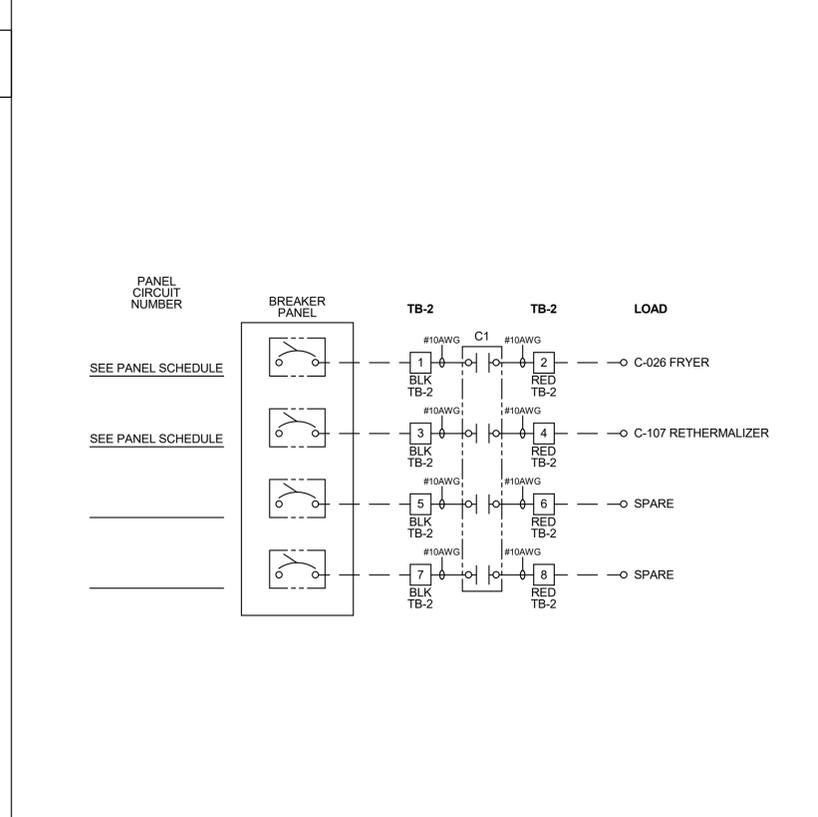 PANEL
CIRCUIT
NUMBER
BREAKER
PANEL
TB-2
TB-2
LOAD
C1
#10AWG
#10AWG
SEE PANEL SCHEDULE
1
2
C-026 FRYER
BLK
TB-2
RED
TB-2
#10AWG
#10AWG
SEE PANEL SCHEDULE
3
4
C-107 RETHERMALIZER
BLK
TB-2
RED
TB-2
#10AWG
#10AWG
5
6
SPARE
BLK
TB-2
RED
TB-2
#10AWG
#10AWG
7
8
SPARE
BLK
TB-2
RED
TB-2